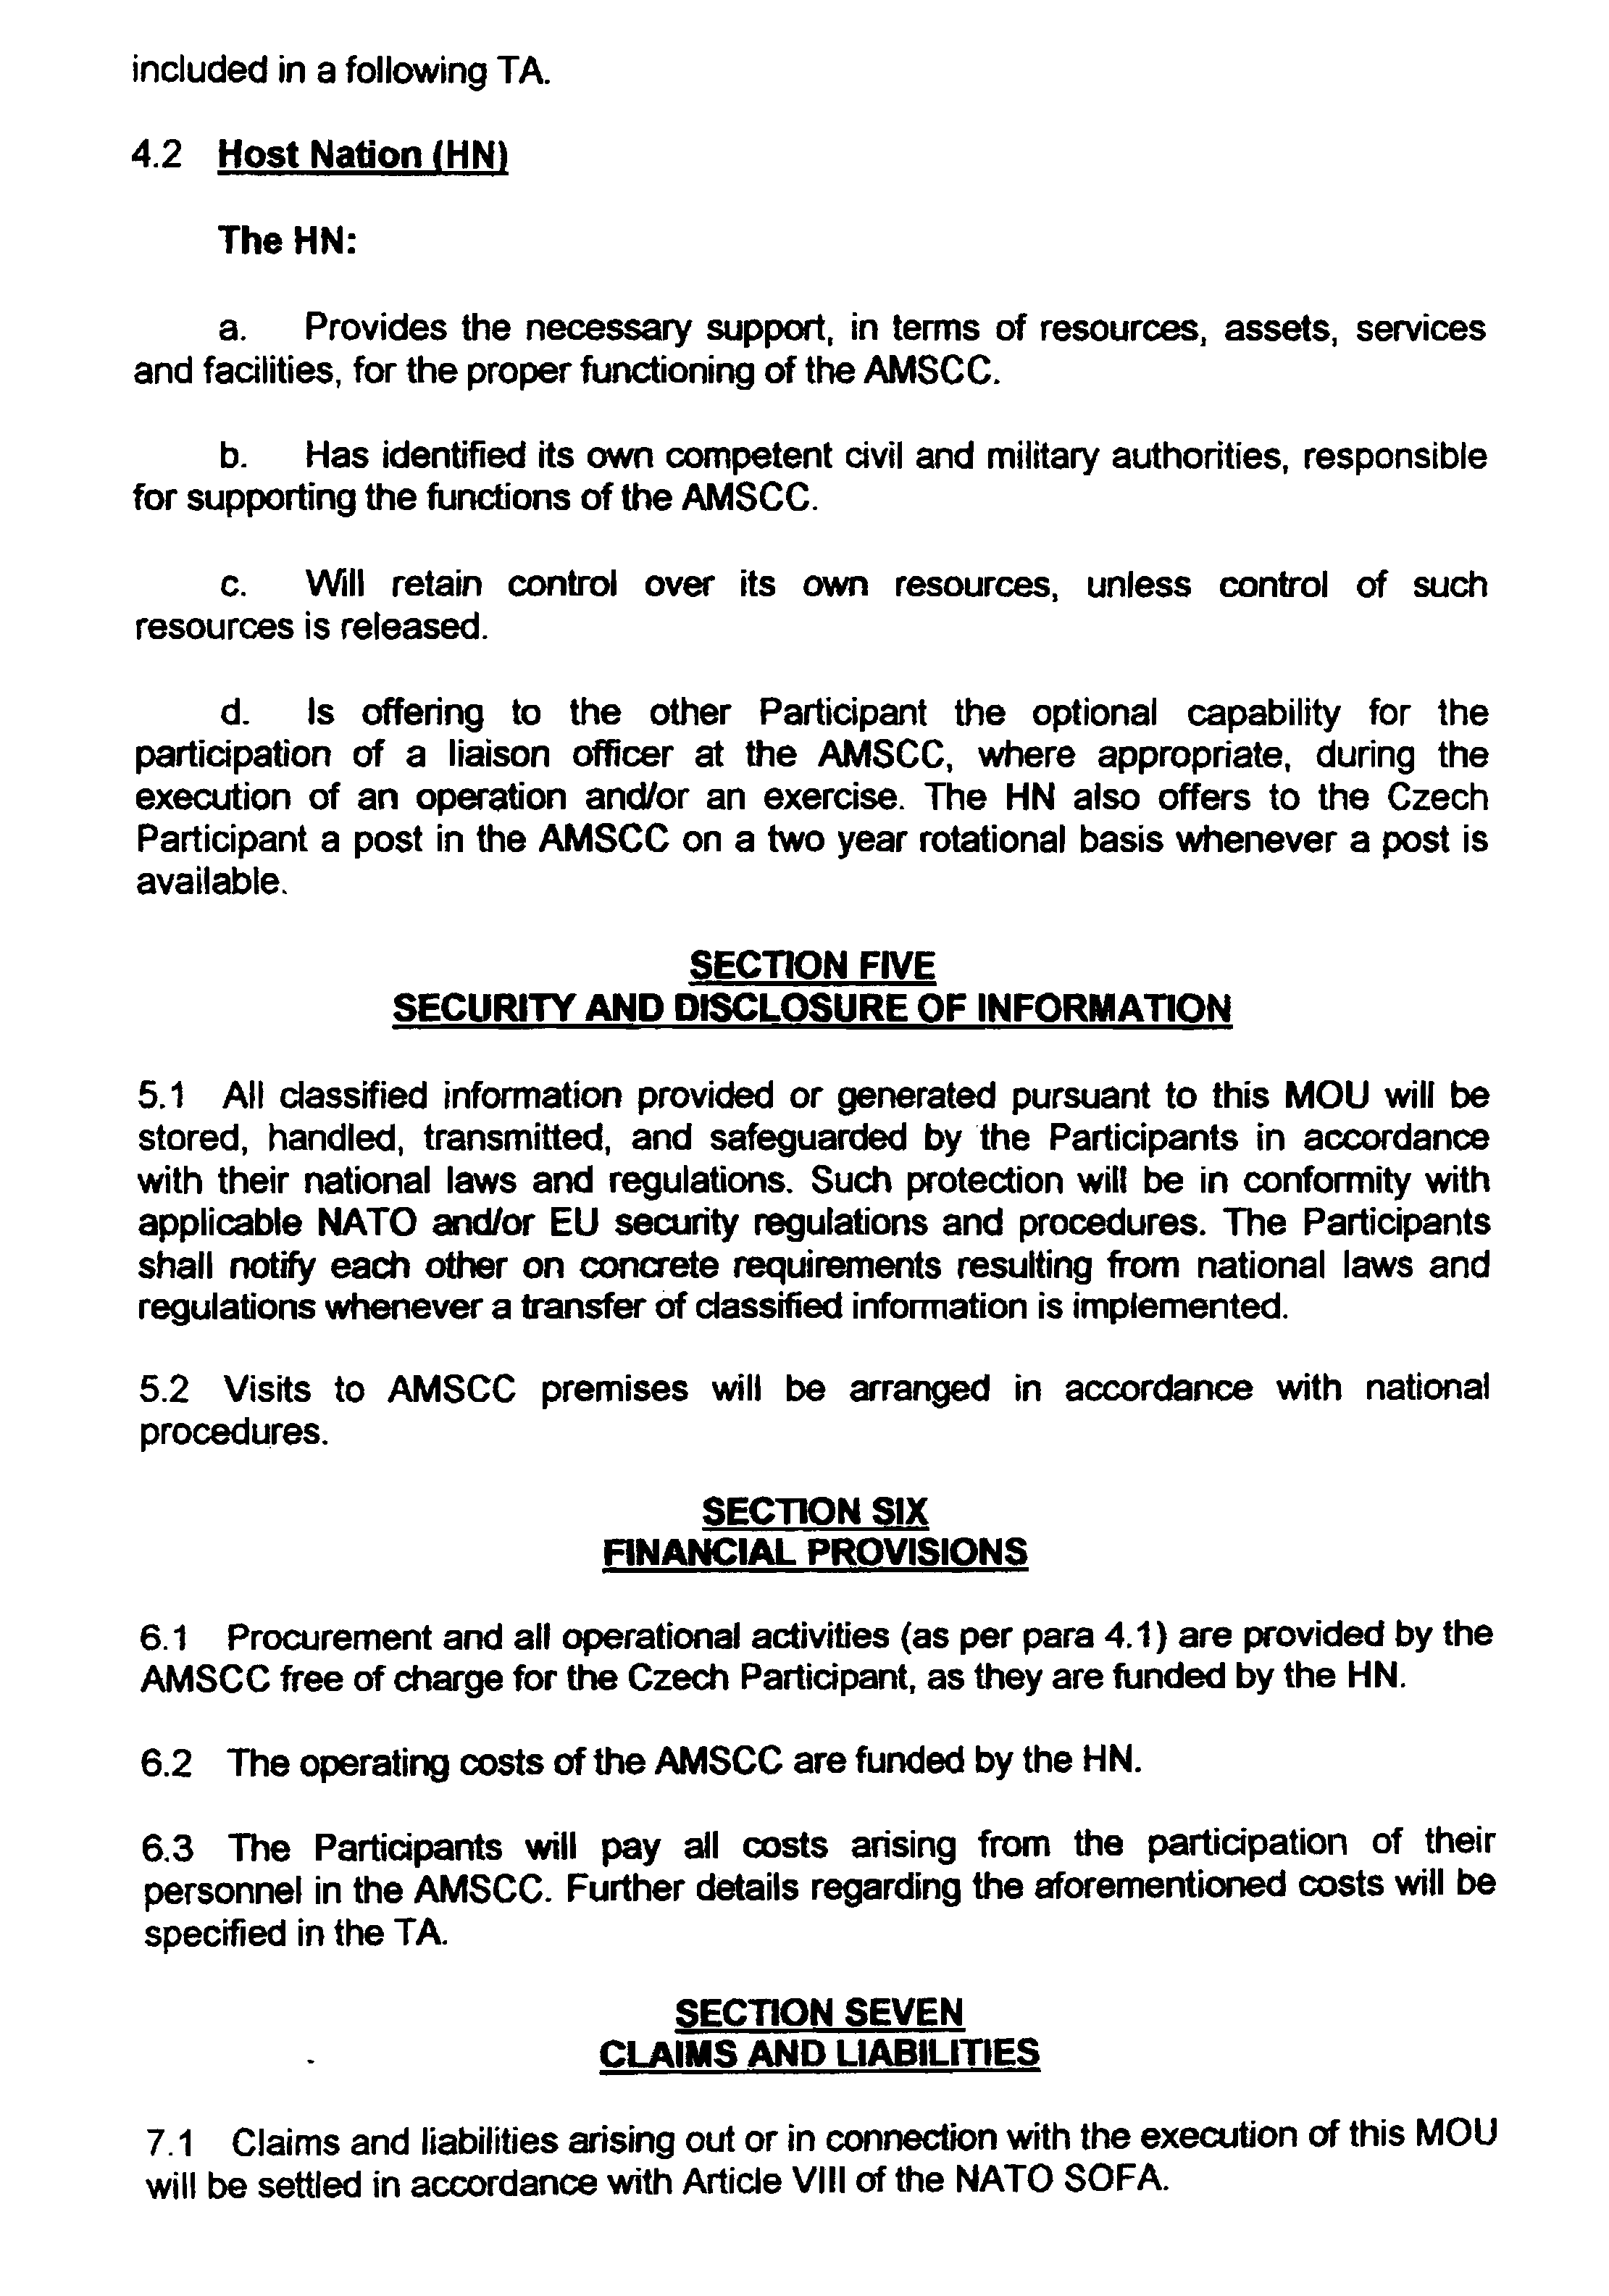 included in a following TA.
4.2 Host Nation (HN)
The HN:
a. Provides the necessary support, in terms of resources, assets, services
and facilities, for the proper functioning of the AMSCC.
b. Has identified its own competent civil and military authorities, responsible
for supporting the functions of the AMSCC.
c. Will retain control over its own resources, unless control of such
resources is released.
d. Is offering to the other Participant the optional capability for the
participation of a liaison officer at the AMSCC, where appropriate, during the
execution of an operation and/or an exercise. The HN also offers to the Czech
Participant a post in the AMSCC on a two year rotational basis whenever a post is
available.
SECTION FIVE
SECURITY AND DISCLOSURE OF INFORMATION
5.1 All classified information provided or generated pursuant to this MOU will be
stored, handled, transmitted, and safeguarded by the Participants in accordance
with their national laws and regulations. Such protection will be in conformity with
applicable NATO and/or EU security regulations and procedures. The Participants
shall notify each other on concrete requirements resulting from national laws and
regulations whenever a transfer of classified information is implemented.
5.2 Visits to AMSCC premises will be arranged in accordance with national
procedures.
SECTION SIX
FINANCIAL PROVISIONS
6.1 Procurement and all operational activities (as per para 4.1) are provided by the
AMSCC free of charge for the Czech Participant, as they are funded by the HN.
6.2 The operating costs of the AMSCC are funded by the HN.
6.3 The Participants will pay all costs arising from the participation of their
personnel in the AMSCC. Further details regarding the aforementioned costs will be
specified in the TA.
SECTION SEVEN
CLAIMS AND LIABILITIES
7.1 Claims and liabilities arising out or in connection with the execution of this MOU
will be settled in accordance with Article VIII of the NATO SOFA.